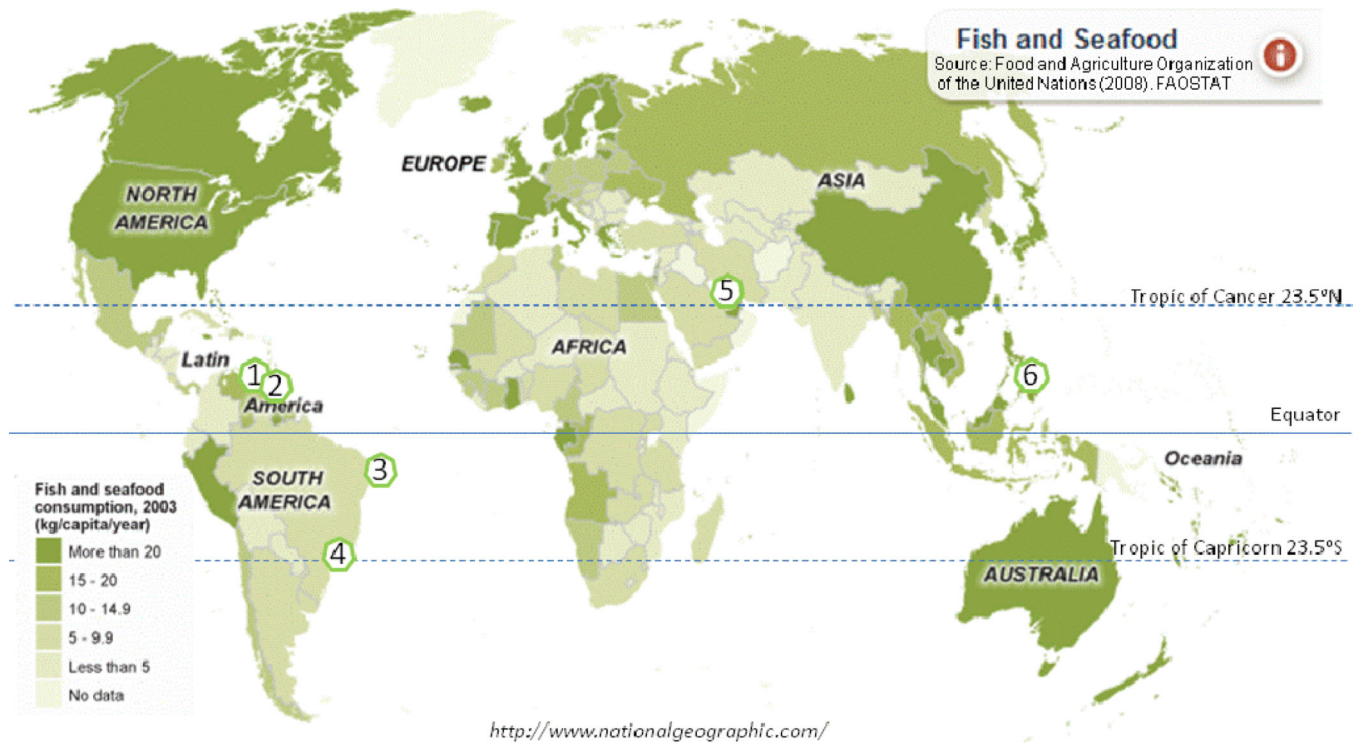 Fish and Seafood
Source: Food and Agriculture Organization
of the United Nations (2008). FAOSTAT
i
EUROPE
ASIA
NORTH
AMERICA
5
Tropic of Cancer 23.5°N
Latin
AFRICA
1
2
6
America
Equator
3
Oceania
SOUTH
AMERICA
Fish and seafood
consumption, 2003
(kg/capita/year)
More than 20
15 - 20
10 - 14.9
5 - 9.9
Less than 5
No data
4
Tropic of Capricorn 23.5°S
AUSTRALIA
http://www.nationalgeographic.com/